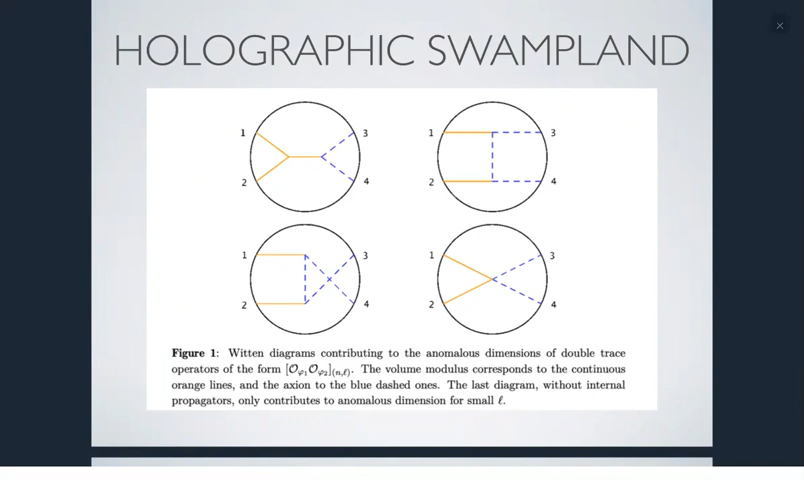 HOLOGRAPHIC SWAMPLAND
1 3
2 4
1 3
2 4
1 3
2 4
1 3
2 4
Figure 1: Witten diagrams contributing to the anomalous dimensions of double trace
operators of the form [𝒪φ₁𝒪φ₂](n,ℓ). The volume modulus corresponds to the continuous
orange lines, and the axion to the blue dashed ones. The last diagram, without internal
propagators, only contributes to anomalous dimension for small ℓ.